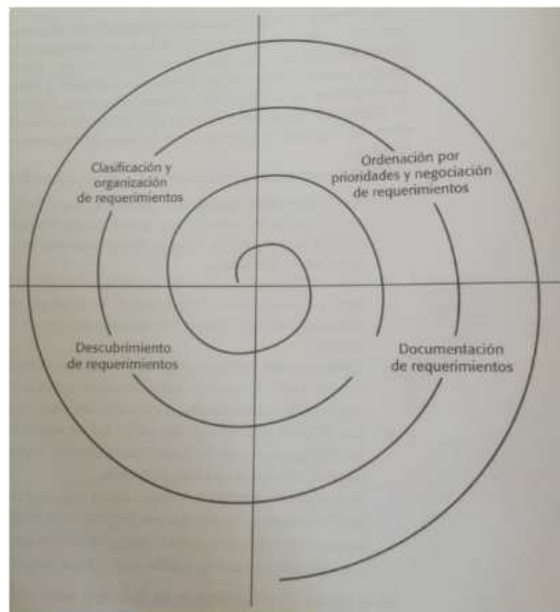 Clasificación y
organización
de requerimientos
Ordenación por
prioridades y negociación
de requerimientos
Descubrimiento
de requerimientos
Documentación
de requerimientos